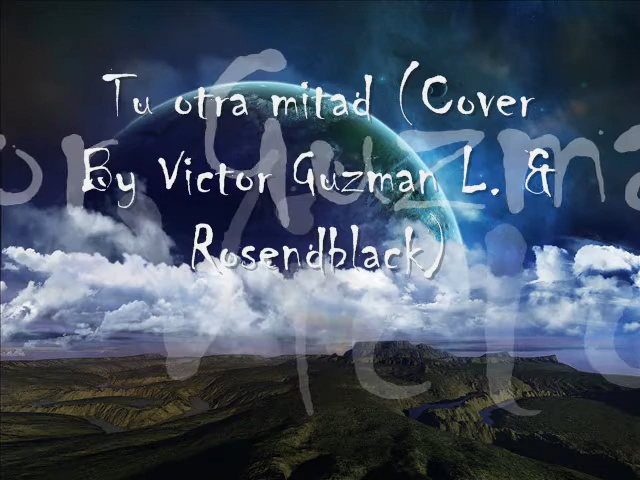 Tu otra mitad (Cover
By Victor Guzman L. &
Rosendblack)